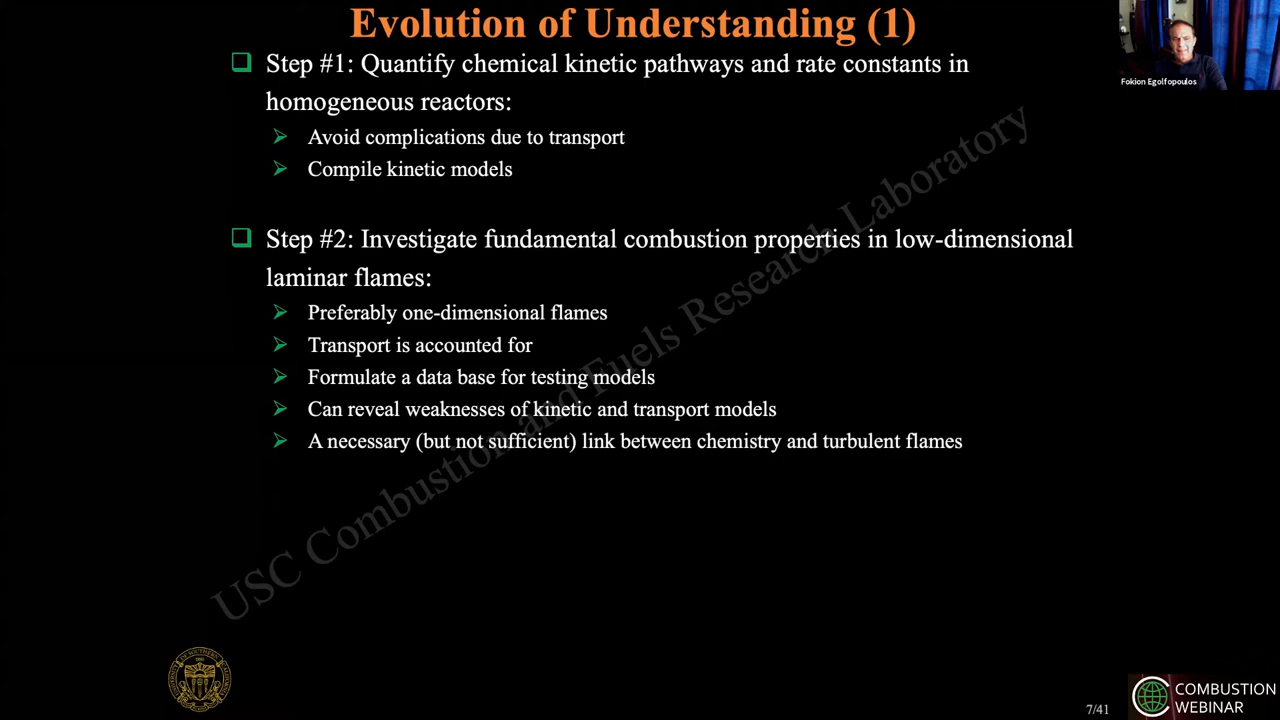 Evolution of Understanding (1)
Fokion Egolfopoulos
Step #1: Quantify chemical kinetic pathways and rate constants in
homogeneous reactors:
Avoid complications due to transport
Compile kinetic models
Step #2: Investigate fundamental combustion properties in low-dimensional
laminar flames:
Preferably one-dimensional flames
Transport is accounted for
Formulate a data base for testing models
Can reveal weaknesses of kinetic and transport models
A necessary (but not sufficient) link between chemistry and turbulent flames
USC Combustion and Fuels Research Laboratory
7/41
COMBUSTION
WEBINAR